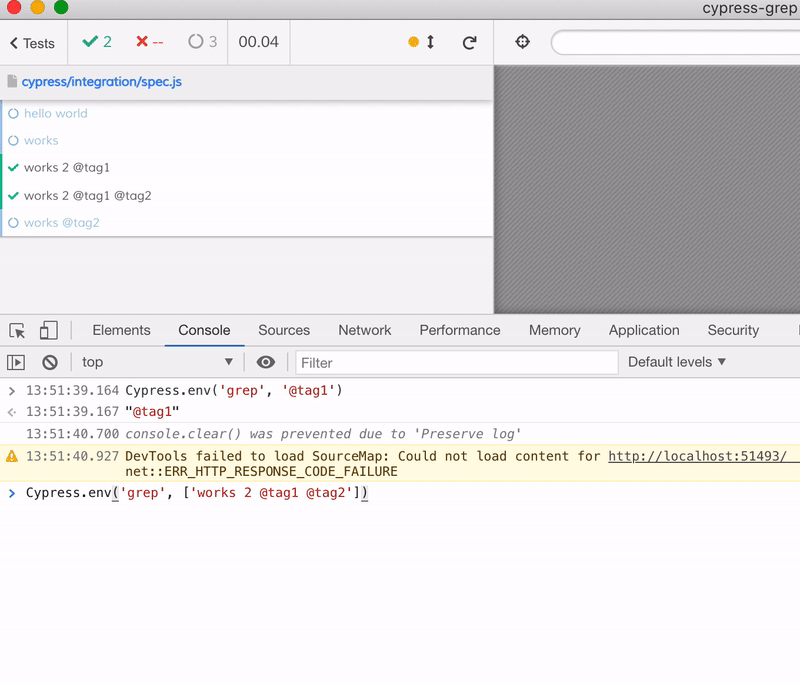 cypress-grep
Tests 2 -- 3 00.04
cypress/integration/spec.js
hello world
works
works 2 @tag1
works 2 @tag1 @tag2
works @tag2
Elements Console Sources Network Performance Memory Application Security
top Filter Default levels
13:51:39.164 Cypress.env('grep', '@tag1')
13:51:39.167 "@tag1"
13:51:40.700 console.clear() was prevented due to 'Preserve log'
13:51:40.927 DevTools failed to load SourceMap: Could not load content for http://localhost:51493/__
net::ERR_HTTP_RESPONSE_CODE_FAILURE
Cypress.env('grep', ['works 2 @tag1 @tag2'])